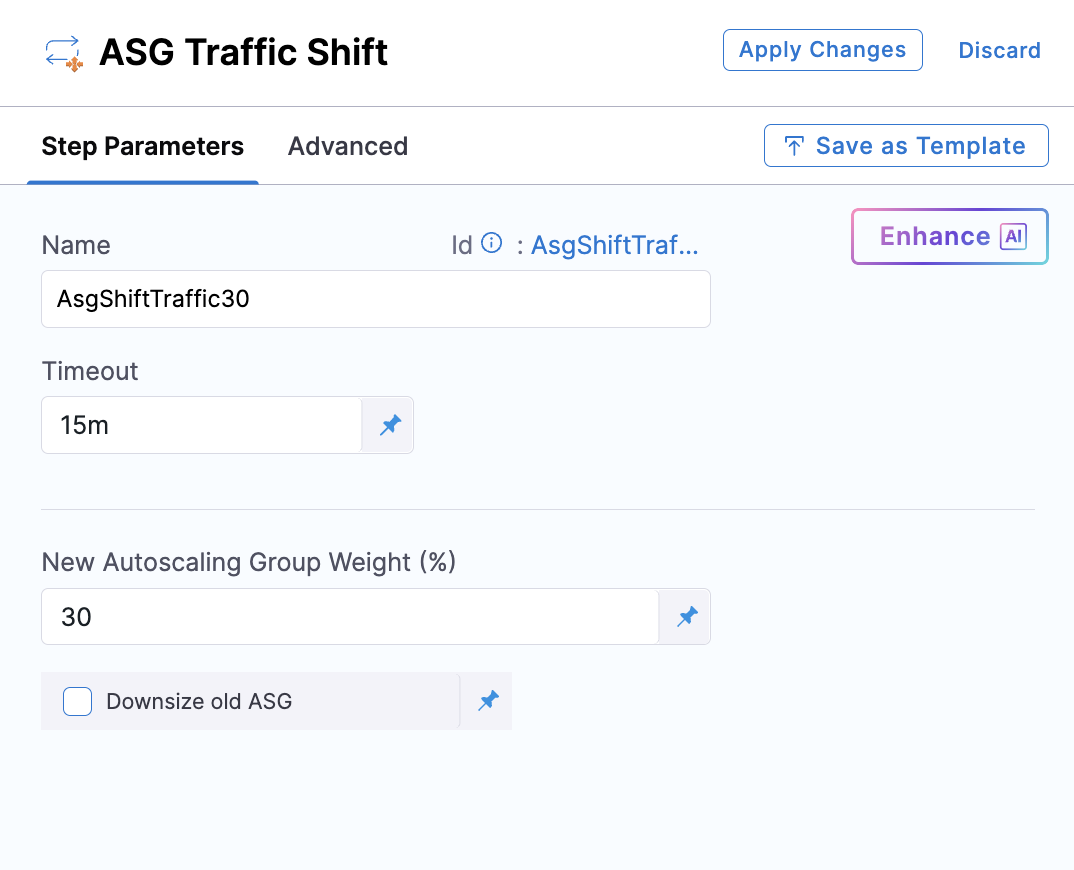 ASG Traffic Shift
Apply Changes
Discard
Step Parameters
Advanced
Save as Template
Name
Id : AsgShiftTraf...
Enhance AI
AsgShiftTraffic30
Timeout
15m
New Autoscaling Group Weight (%)
30
Downsize old ASG